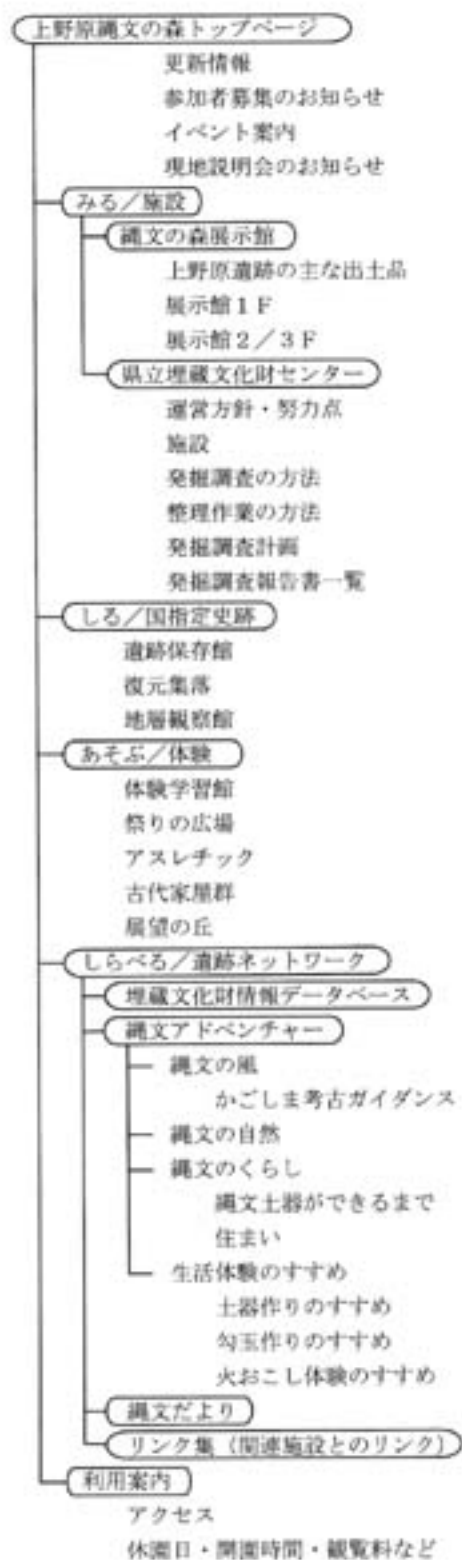 上野原縄文の森トップページ
更新情報
参加者募集のお知らせ
イベント案内
現地説明会のお知らせ
みる／施設
縄文の森展示館
上野原遺跡の主な出土品
展示館１Ｆ
展示館２／３Ｆ
県立埋蔵文化財センター
運営方針・努力点
施設
発掘調査の方法
整理作業の方法
発掘調査計画
発掘調査報告書一覧
しる／国指定史跡
遺跡保存館
復元集落
地層観察館
あそぶ／体験
体験学習館
祭りの広場
アスレチック
古代家屋群
展望の丘
しらべる／遺跡ネットワーク
埋蔵文化財情報データベース
縄文アドベンチャー
縄文の風
かごしま考古ガイダンス
縄文の自然
縄文のくらし
縄文土器ができるまで
住まい
生活体験のすすめ
土器作りのすすめ
勾玉作りのすすめ
火おこし体験のすすめ
縄文だより
リンク集（関連施設とのリンク）
利用案内
アクセス
休園日・開園時間・観覧料など